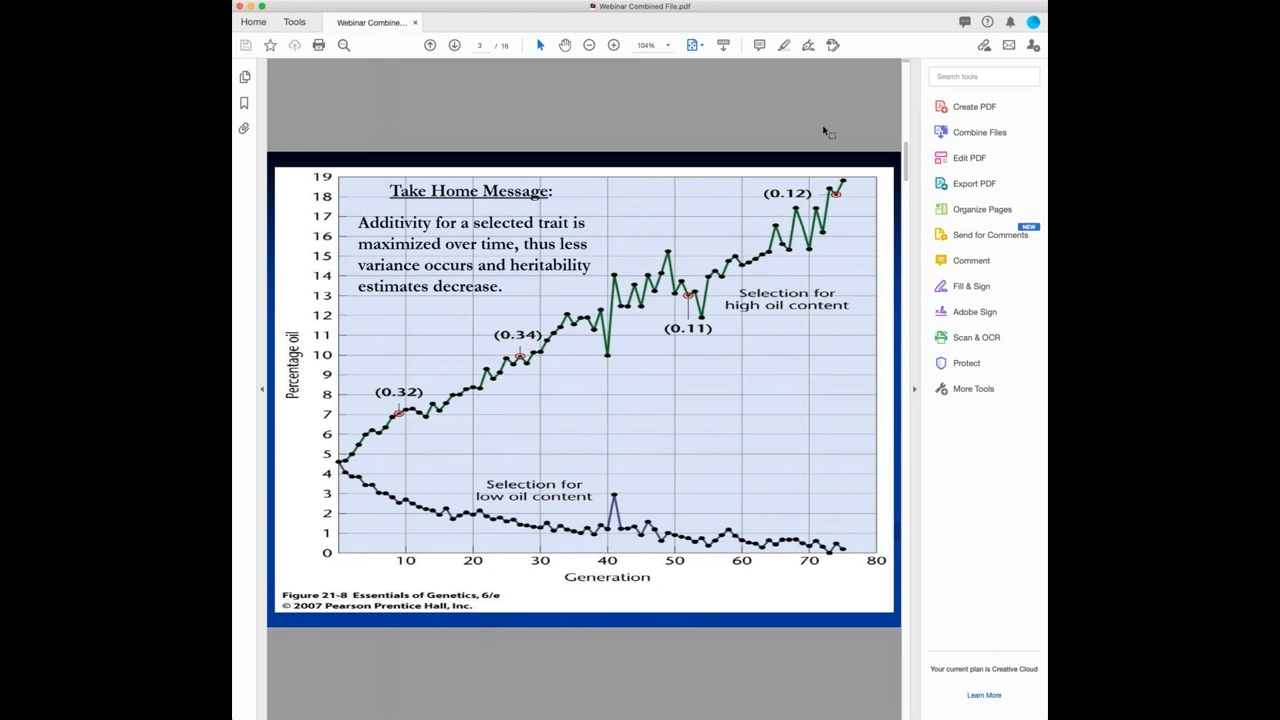 Webinar Combined File.pdf
Home
Tools
Webinar Combine...
×
3 / 16
104%
Search tools
Create PDF
Combine Files
Edit PDF
Export PDF
Organize Pages
NEW
Send for Comments
Comment
Fill & Sign
Adobe Sign
Scan & OCR
Protect
More Tools
Your current plan is Creative Cloud
Learn More
Take Home Message:
Additivity for a selected trait is
maximized over time, thus less
variance occurs and heritability
estimates decrease.
Percentage oil
19
18
17
16
15
14
13
12
11
10
9
8
7
6
5
4
3
2
1
0
(0.32)
(0.34)
(0.11)
(0.12)
Selection for
high oil content
Selection for
low oil content
10 20 30 40 50 60 70 80
Generation
Figure 21-8 Essentials of Genetics, 6/e
© 2007 Pearson Prentice Hall, Inc.